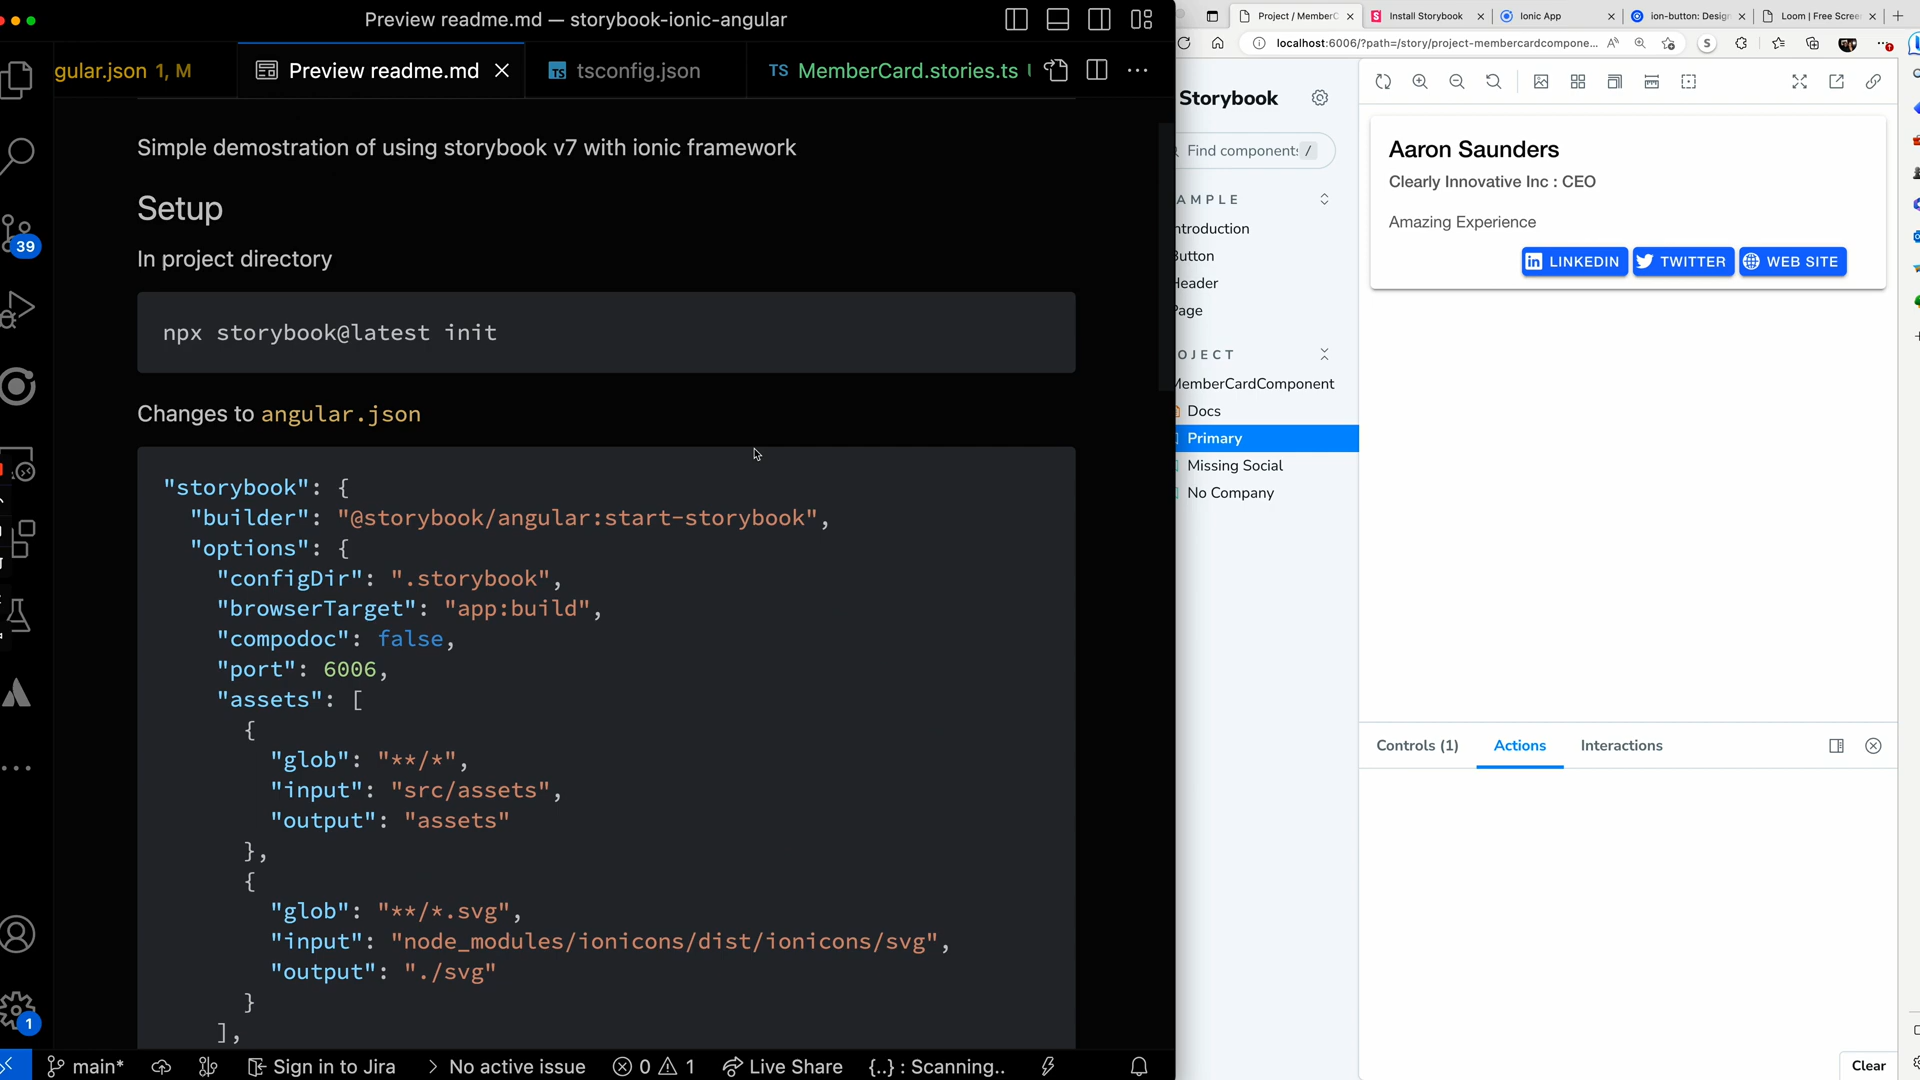 Preview readme.md — storybook-ionic-angular
gular.json 1, M
Preview readme.md
TS tsconfig.json
TS MemberCard.stories.ts
Simple demostration of using storybook v7 with ionic framework
Setup
In project directory
npx storybook@latest init
Changes to angular.json
"storybook": {
"builder": "@storybook/angular:start-storybook",
"options": {
"configDir": ".storybook",
"browserTarget": "app:build",
"compodoc": false,
"port": 6006,
"assets": [
{
"glob": "**/*",
"input": "src/assets",
"output": "assets"
},
{
"glob": "**/*.svg",
"input": "node_modules/ionicons/dist/ionicons/svg",
"output": "./svg"
}
],
39
1
main*
Sign in to Jira
No active issue
0
1
Live Share
{..} : Scanning..
Project / MemberC
Install Storybook
Ionic App
ion-button: Desig
Loom | Free Scree
localhost:6006/?path=/story/project-membercardcompone...
Storybook
Find component:
/
AMPLE
ntroduction
Button
Header
Page
OJECT
MemberCardComponent
Docs
Primary
Missing Social
No Company
Aaron Saunders
Clearly Innovative Inc : CEO
Amazing Experience
LINKEDIN
TWITTER
WEB SITE
Controls (1)
Actions
Interactions
Clear